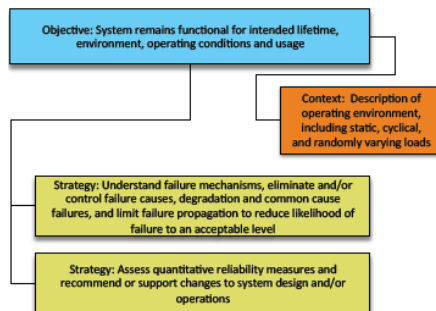 Objective: System remains functional for intended lifetime,
environment, operating conditions and usage
Context: Description of
operating environment,
including static, cyclical,
and randomly varying loads
Strategy: Understand failure mechanisms, eliminate and/or
control failure causes, degradation and common cause
failures, and limit failure propagation to reduce likelihood of
failure to an acceptable level
Strategy: Assess quantitative reliability measures and
recommend or support changes to system design and/or
operations